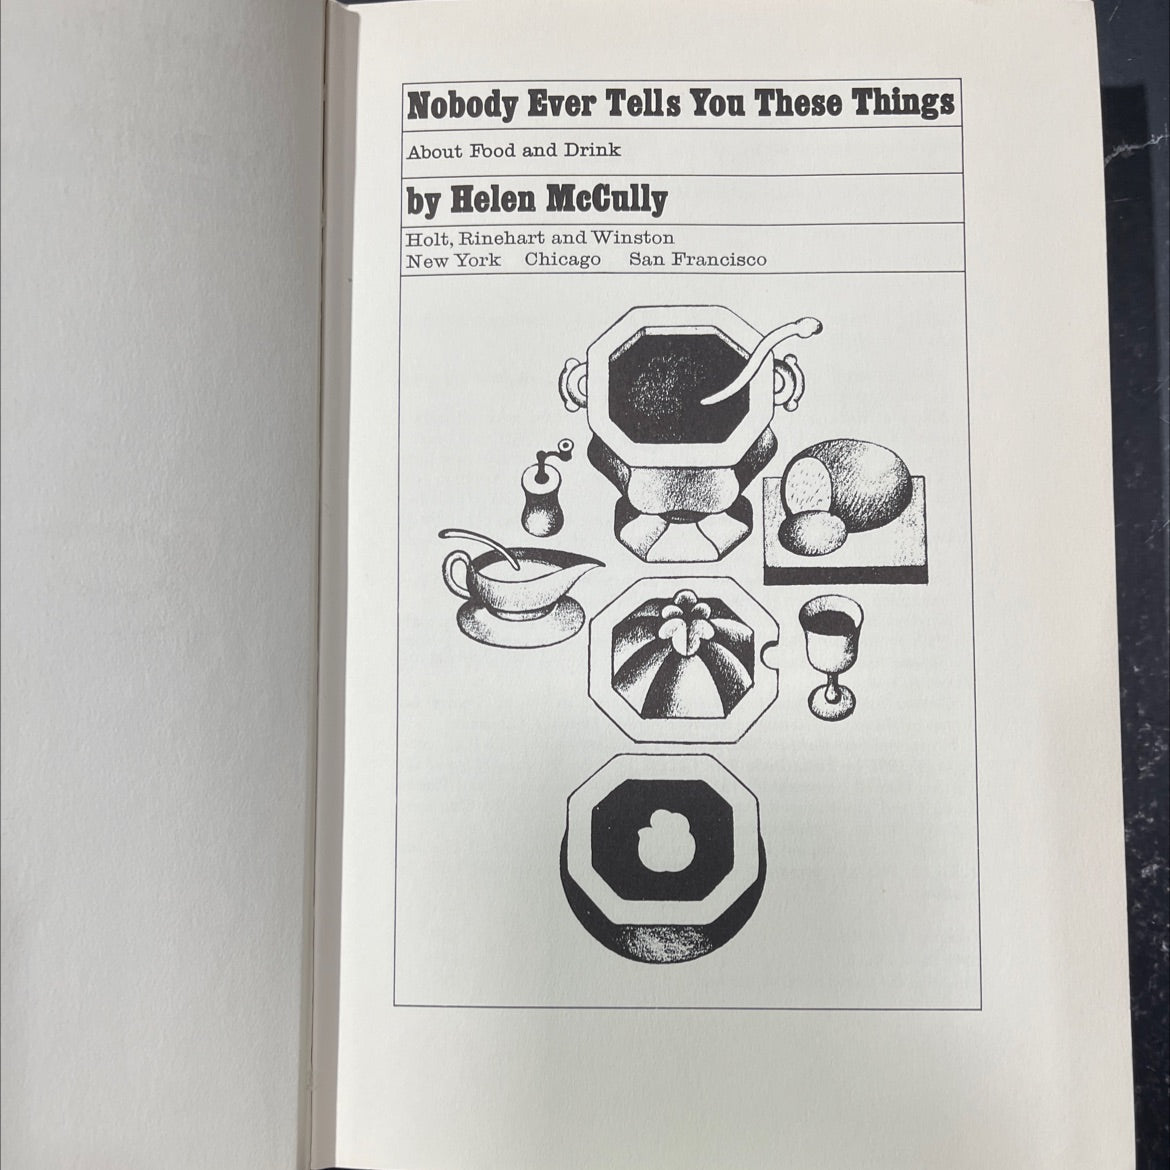 Nobody Ever Tells You These Things
About Food and Drink
by Helen McCully
Holt, Rinehart and Winston
New York Chicago San Francisco